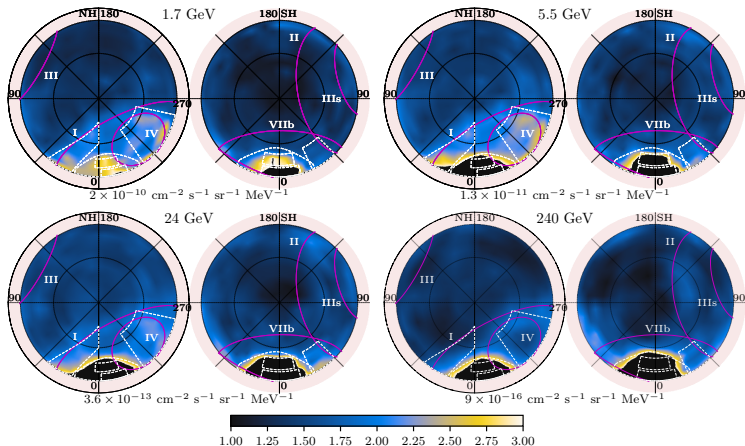 NH 180 1.7 GeV 180 SH NH 180 5.5 GeV 180 SH
II II
III III
90 270 IIIs 90 90 270 IIIs 90
I IV VIIb I IV VIIb
0 0 0 0
2 × 10⁻¹⁰ cm⁻² s⁻¹ sr⁻¹ MeV⁻¹ 1.3 × 10⁻¹¹ cm⁻² s⁻¹ sr⁻¹ MeV⁻¹
NH 180 24 GeV 180 SH NH 180 240 GeV 180 SH
II II
III III
90 270 IIIs 90 90 270 IIIs 90
I IV VIIb I IV VIIb
0 0 0 0
3.6 × 10⁻¹³ cm⁻² s⁻¹ sr⁻¹ MeV⁻¹ 9 × 10⁻¹⁶ cm⁻² s⁻¹ sr⁻¹ MeV⁻¹
1.00 1.25 1.50 1.75 2.00 2.25 2.50 2.75 3.00